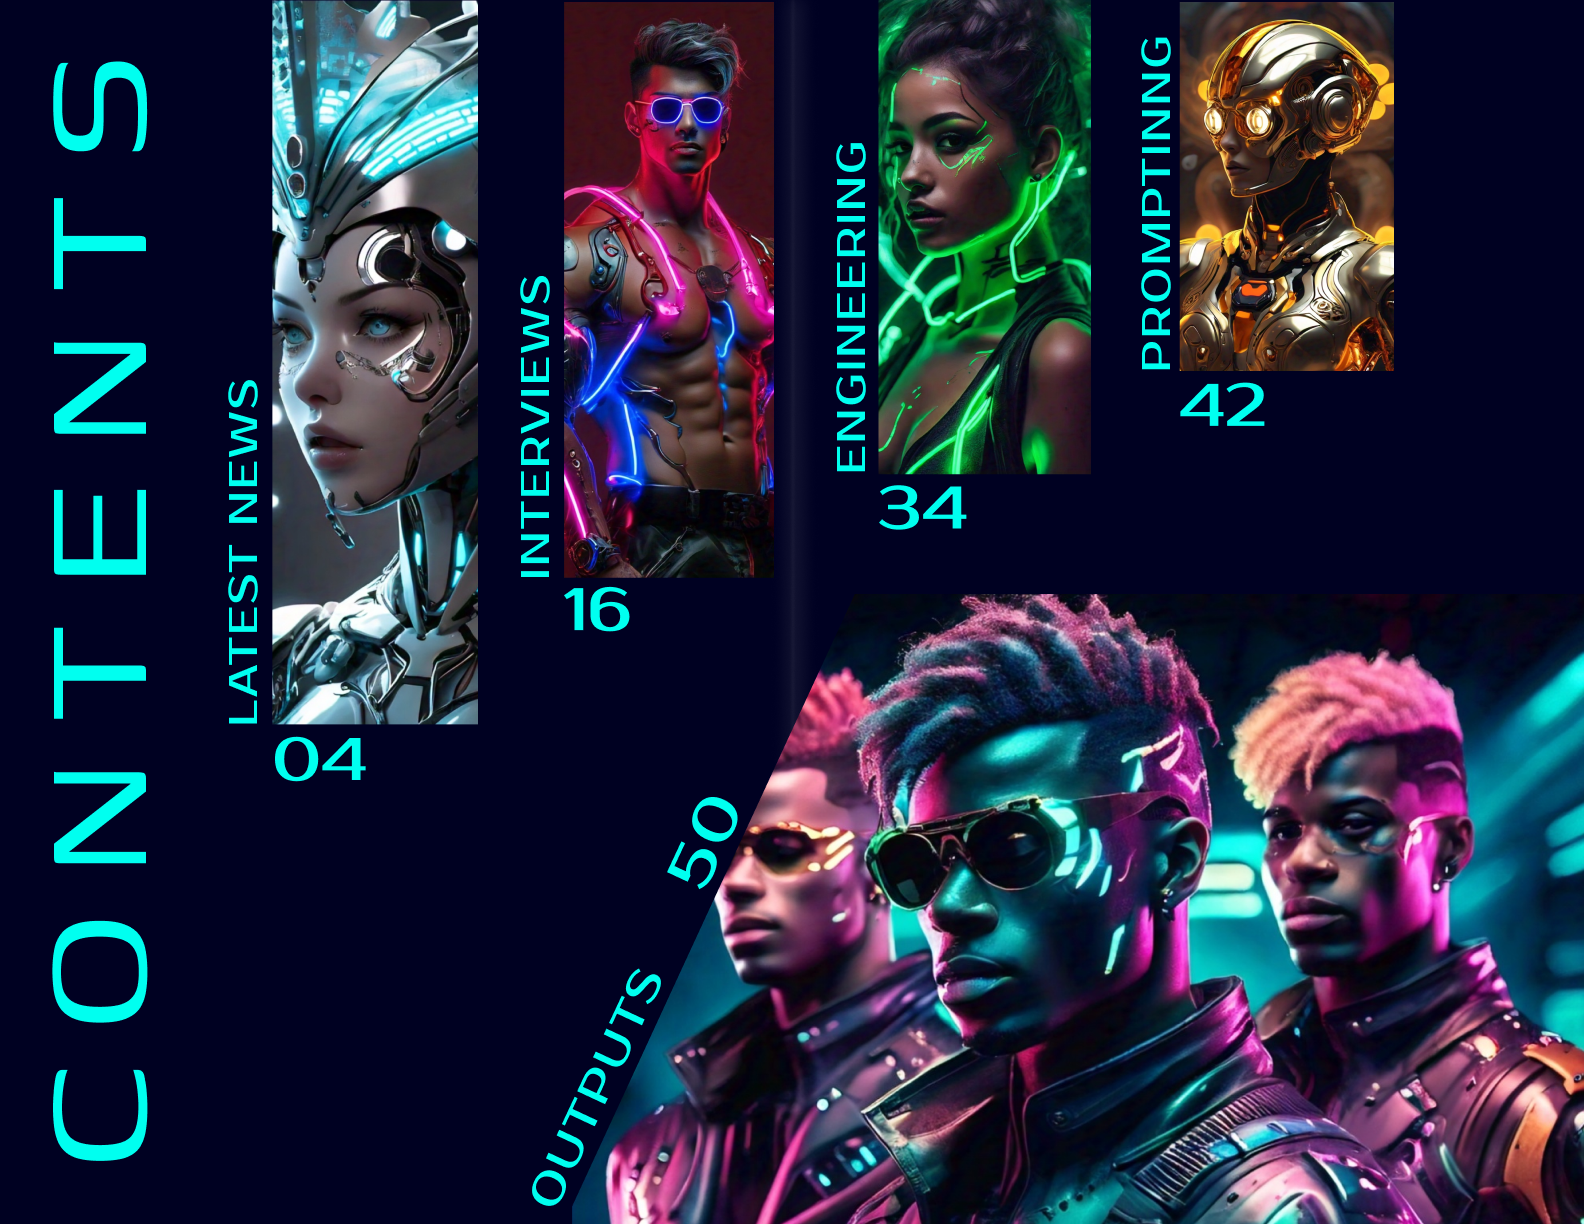 CONTENTS
LATEST NEWS
04
INTERVIEWS
16
ENGINEERING
34
PROMPTINNG
42
OUTPUTS
50